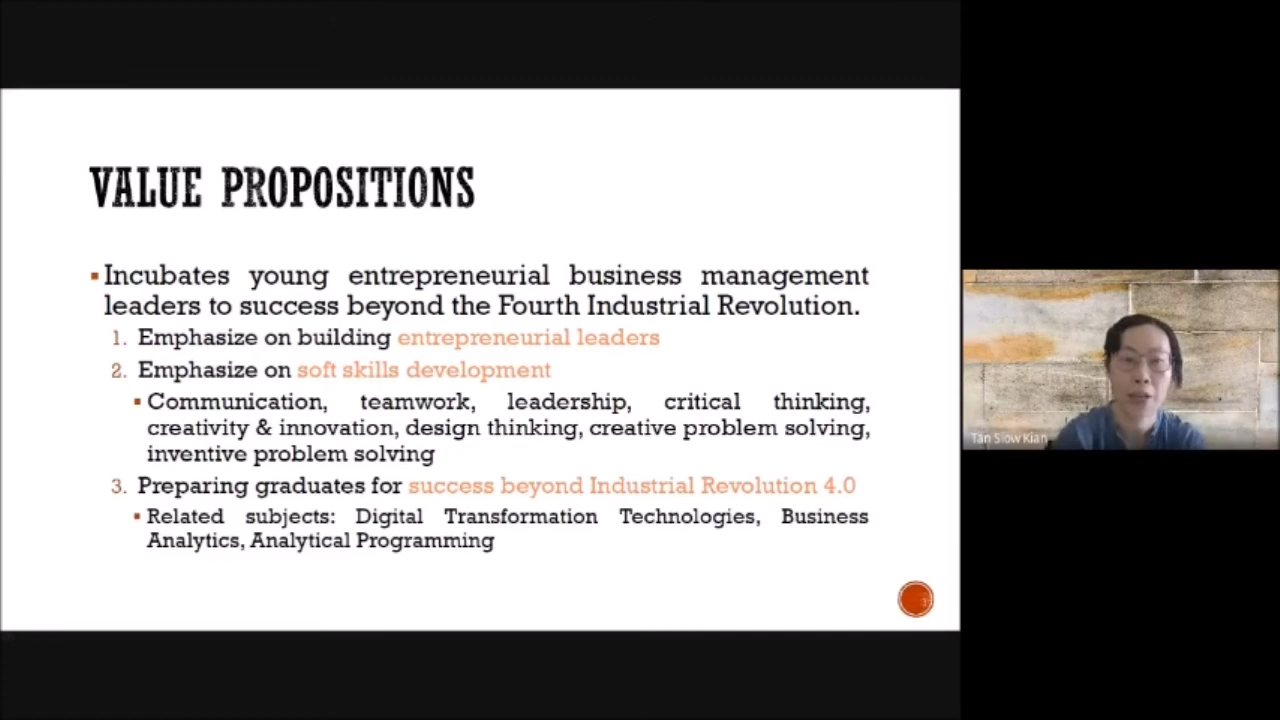 VALUE PROPOSITIONS
▪ Incubates young entrepreneurial business management
leaders to success beyond the Fourth Industrial Revolution.
1. Emphasize on building entrepreneurial leaders
2. Emphasize on soft skills development
▪ Communication, teamwork, leadership, critical thinking,
creativity & innovation, design thinking, creative problem solving,
inventive problem solving
3. Preparing graduates for success beyond Industrial Revolution 4.0
▪ Related subjects: Digital Transformation Technologies, Business
Analytics, Analytical Programming
3
Tan Siow Kian